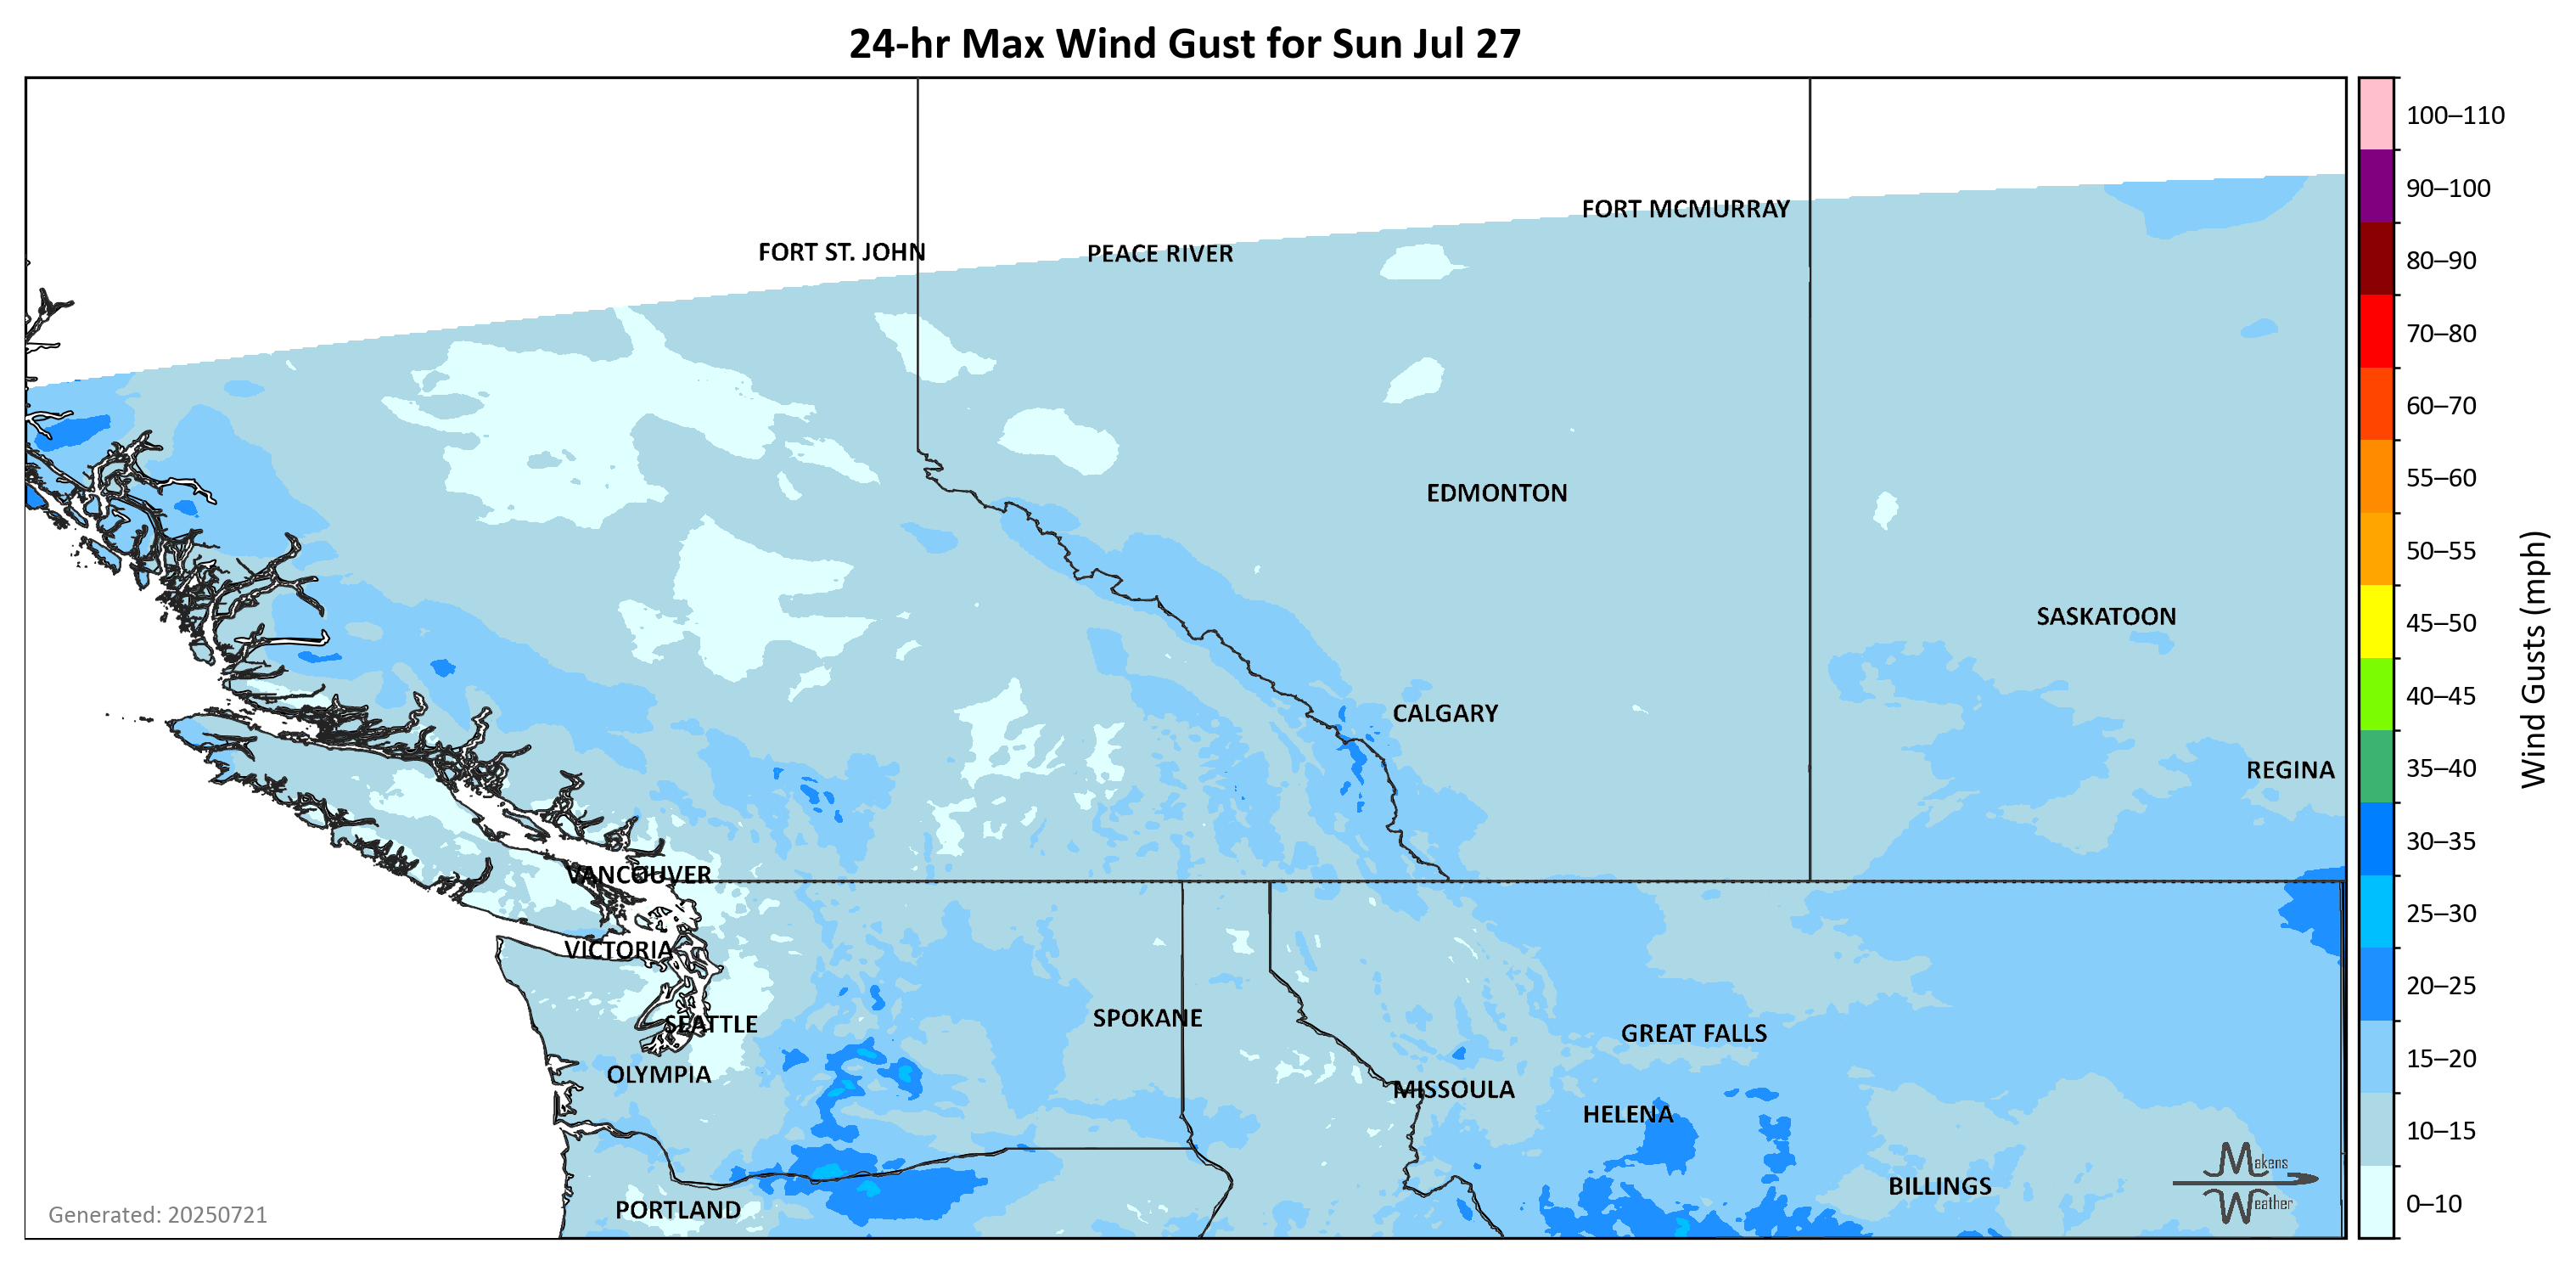 24-hr Max Wind Gust for Sun Jul 27
100–110
90–100
80–90
70–80
60–70
55–60
50–55
45–50
40–45
35–40
30–35
25–30
20–25
15–20
10–15
0–10
Wind Gusts (mph)
FORT MCMURRAY
FORT ST. JOHN
PEACE RIVER
EDMONTON
SASKATOON
CALGARY
REGINA
VANCOUVER
VICTORIA
SEATTLE
SPOKANE
GREAT FALLS
OLYMPIA
MISSOULA
HELENA
BILLINGS
PORTLAND
Makens
Weather
Generated: 20250721